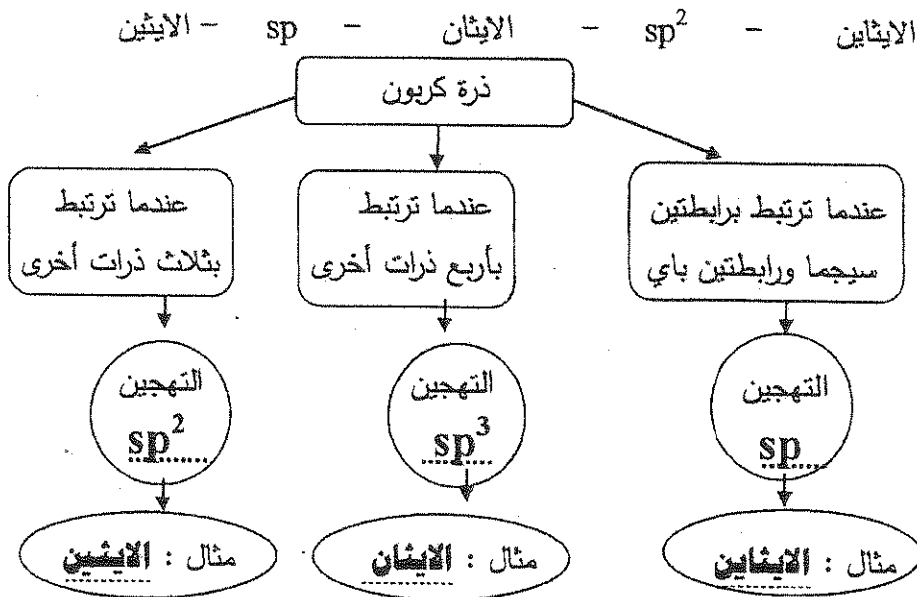 الايثاين – sp² – الايثان – sp – الايثين
ذرة كربون
عندما ترتبط برابطتين
سيجما ورابطتين باي
التهجين
sp
مثال : الايثاين
عندما ترتبط
بأربع ذرات أخرى
التهجين
sp³
مثال : الايثان
عندما ترتبط
بثلاث ذرات أخرى
التهجين
sp²
مثال : الايثين